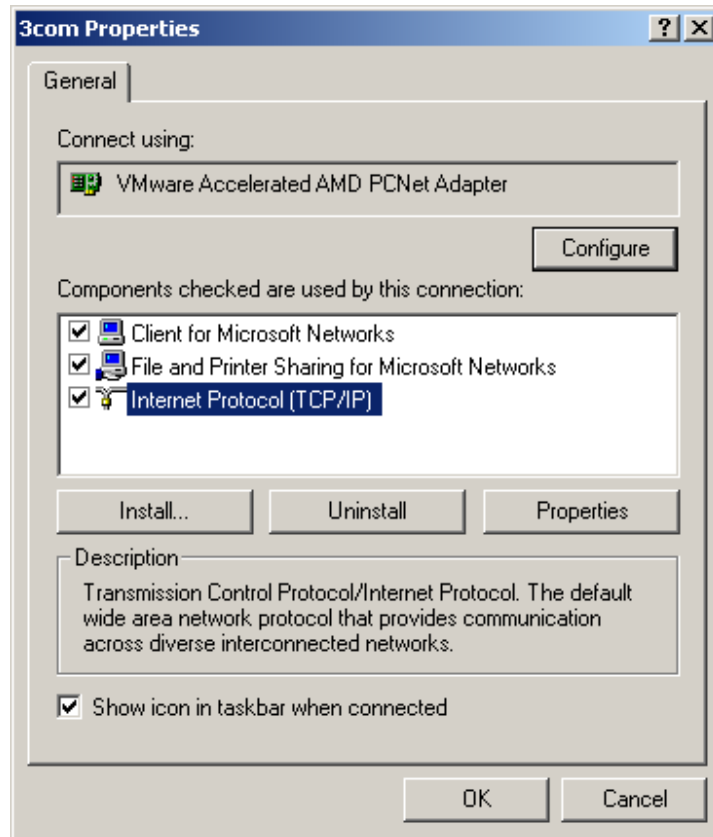 3com Properties
General
Connect using:
VMware Accelerated AMD PCNet Adapter
Configure
Components checked are used by this connection:
Client for Microsoft Networks
File and Printer Sharing for Microsoft Networks
Internet Protocol (TCP/IP)
Install... Uninstall Properties
Description
Transmission Control Protocol/Internet Protocol. The default
wide area network protocol that provides communication
across diverse interconnected networks.
Show icon in taskbar when connected
OK Cancel